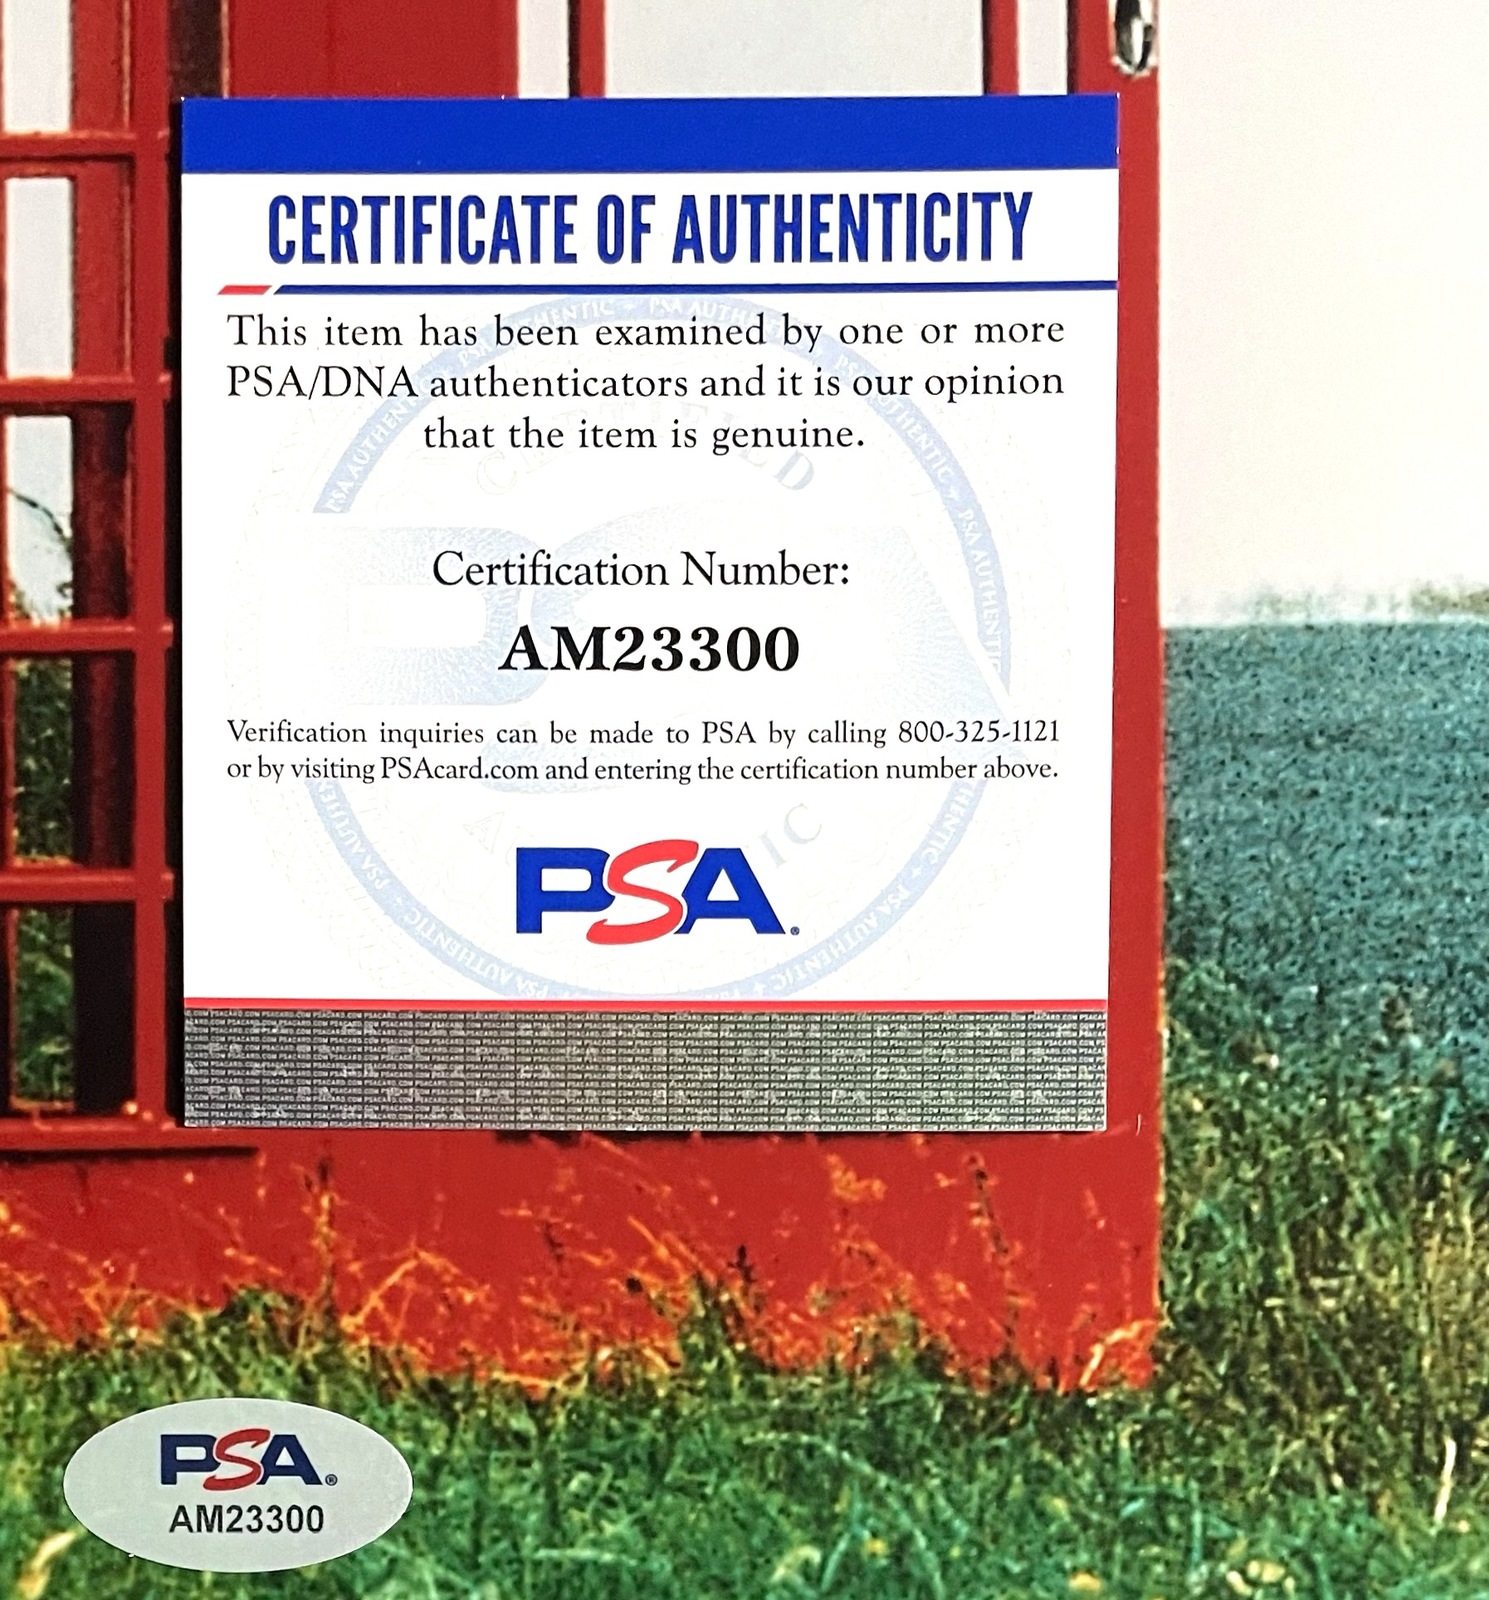 CERTIFICATE OF AUTHENTICITY
This item has been examined by one or more
PSA/DNA authenticators and it is our opinion
that the item is genuine.
Certification Number:
AM23300
Verification inquiries can be made to PSA by calling 800-325-1121
or by visiting PSAcard.com and entering the certification number above.
PSA®
PSA®
AM23300